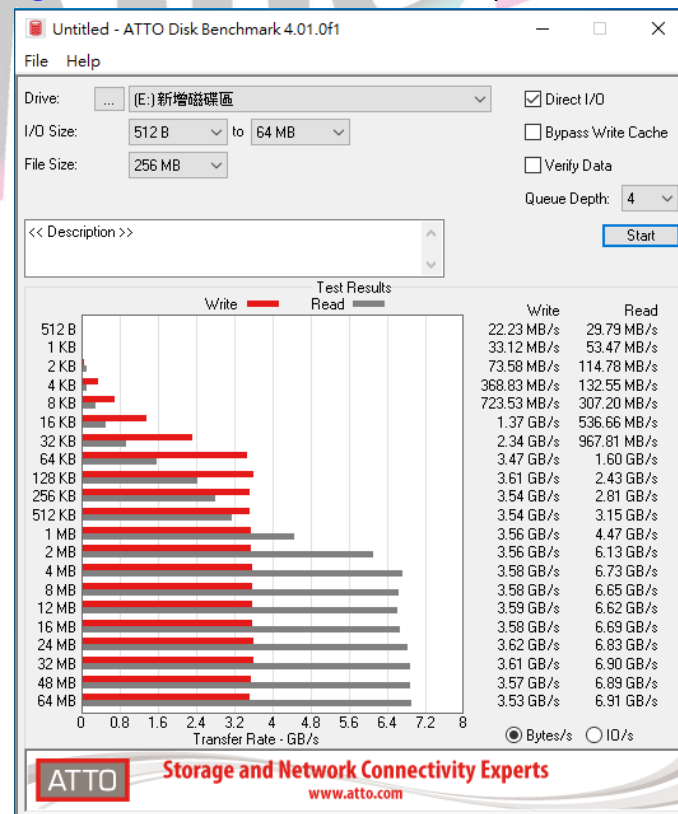 Untitled - ATTO Disk Benchmark 4.01.0f1
File Help
Drive: ... (E:)新增磁碟區 Direct I/O
I/O Size: 512 B to 64 MB Bypass Write Cache
File Size: 256 MB Verify Data
Queue Depth: 4
<< Description >> Start
Test Results
Write Read Write Read
512 B 22.23 MB/s 29.79 MB/s
1 KB 33.12 MB/s 53.47 MB/s
2 KB 73.58 MB/s 114.78 MB/s
4 KB 368.83 MB/s 132.55 MB/s
8 KB 723.53 MB/s 307.20 MB/s
16 KB 1.37 GB/s 536.66 MB/s
32 KB 2.34 GB/s 967.81 MB/s
64 KB 3.47 GB/s 1.60 GB/s
128 KB 3.61 GB/s 2.43 GB/s
256 KB 3.54 GB/s 2.81 GB/s
512 KB 3.54 GB/s 3.15 GB/s
1 MB 3.56 GB/s 4.47 GB/s
2 MB 3.56 GB/s 6.13 GB/s
4 MB 3.58 GB/s 6.73 GB/s
8 MB 3.58 GB/s 6.65 GB/s
12 MB 3.59 GB/s 6.62 GB/s
16 MB 3.58 GB/s 6.69 GB/s
24 MB 3.62 GB/s 6.83 GB/s
32 MB 3.61 GB/s 6.90 GB/s
48 MB 3.57 GB/s 6.89 GB/s
64 MB 3.53 GB/s 6.91 GB/s
0 0.8 1.6 2.4 3.2 4 4.8 5.6 6.4 7.2 8
Transfer Rate - GB/s Bytes/s IO/s
ATTO Storage and Network Connectivity Experts
www.atto.com